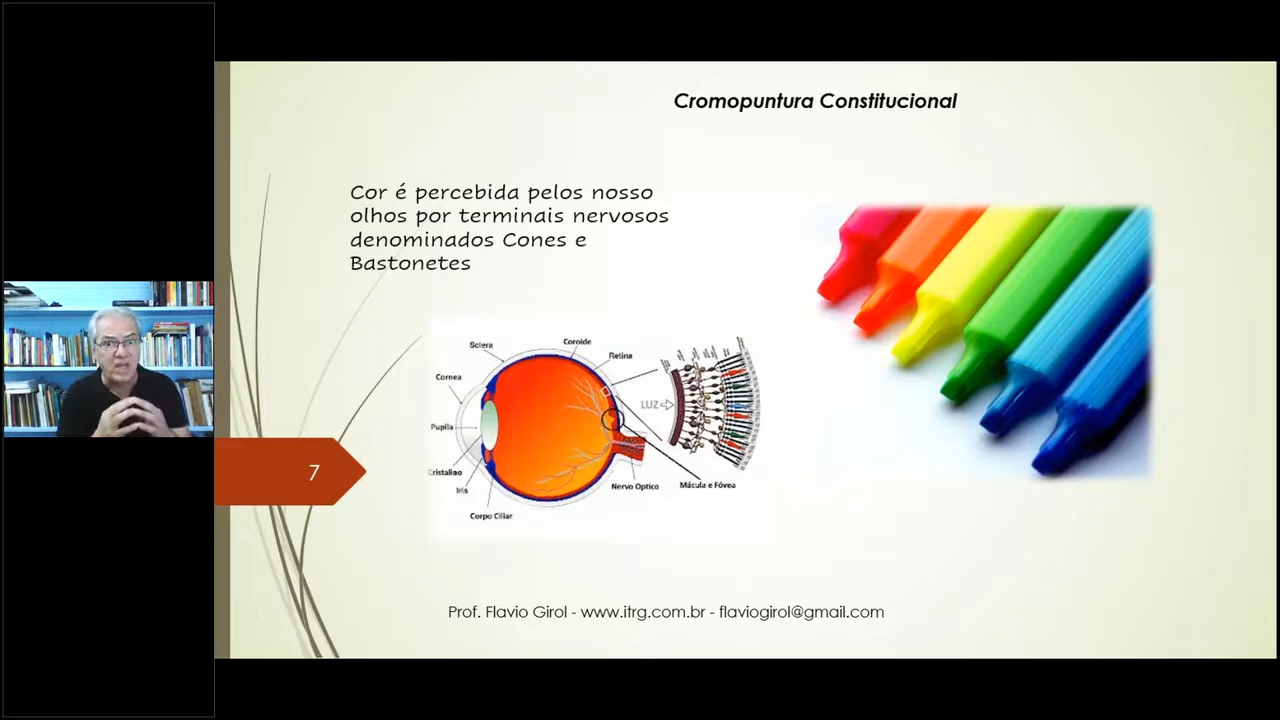 Cromopuntura Constitucional
Cor é percebida pelos nosso
olhos por terminais nervosos
denominados Cones e
Bastonetes
Sclera
Coroide
Retina
Cornea
LUZ
Pupila
Cristalino
Iris
Nervo Optico
Mácula e Fóvea
Corpo Ciliar
7
Prof. Flavio Girol - www.itrg.com.br - flaviogirol@gmail.com